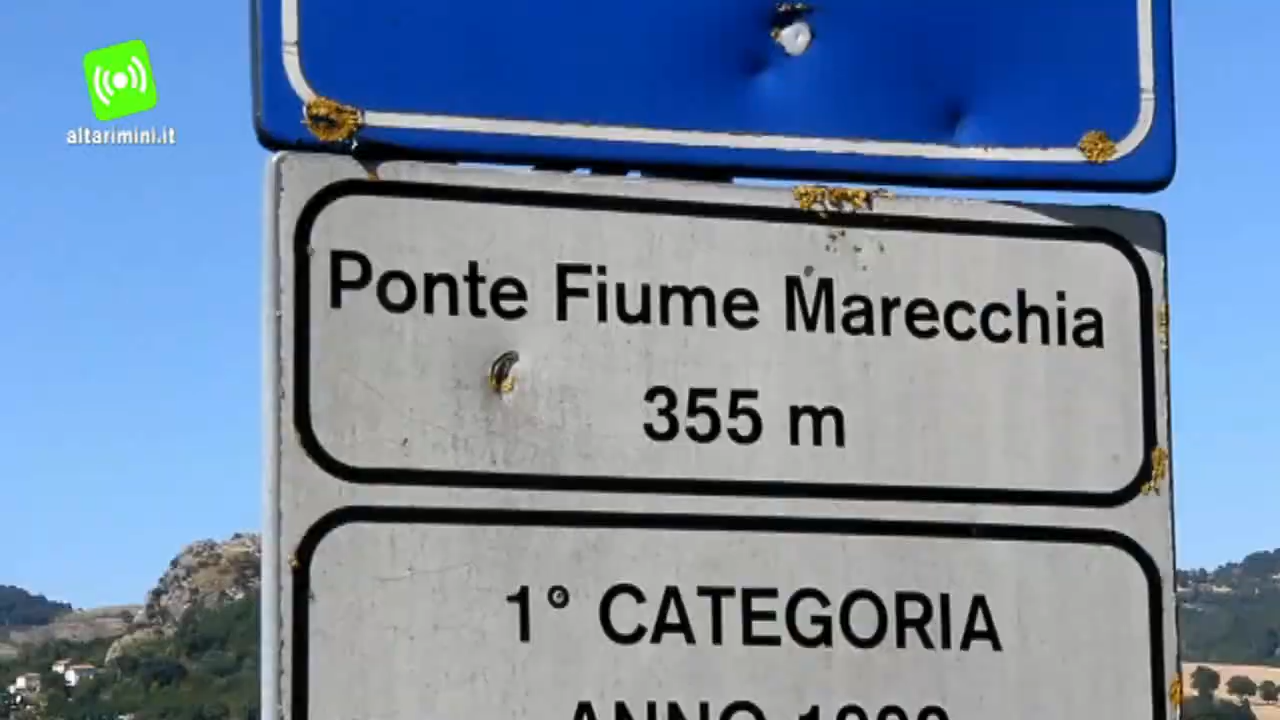 altarimini.it
Ponte Fiume Marecchia
355 m
1° CATEGORIA
ANNO